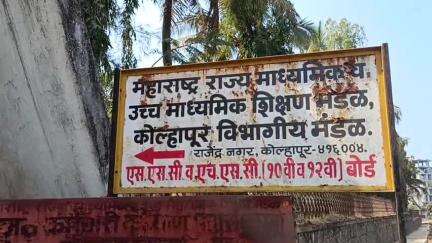 महाराष्ट्र राज्य माध्यमिक व.
उच्च माध्यमिक शिक्षण मंडळ,
कोल्हापूर विभागीय मंडळ.
राजेंद्र नगर, कोल्हापूर-४१६००४.
एस.एस.सी.व.एच.एस.सी.(१०वी व १२वी) बोर्ड